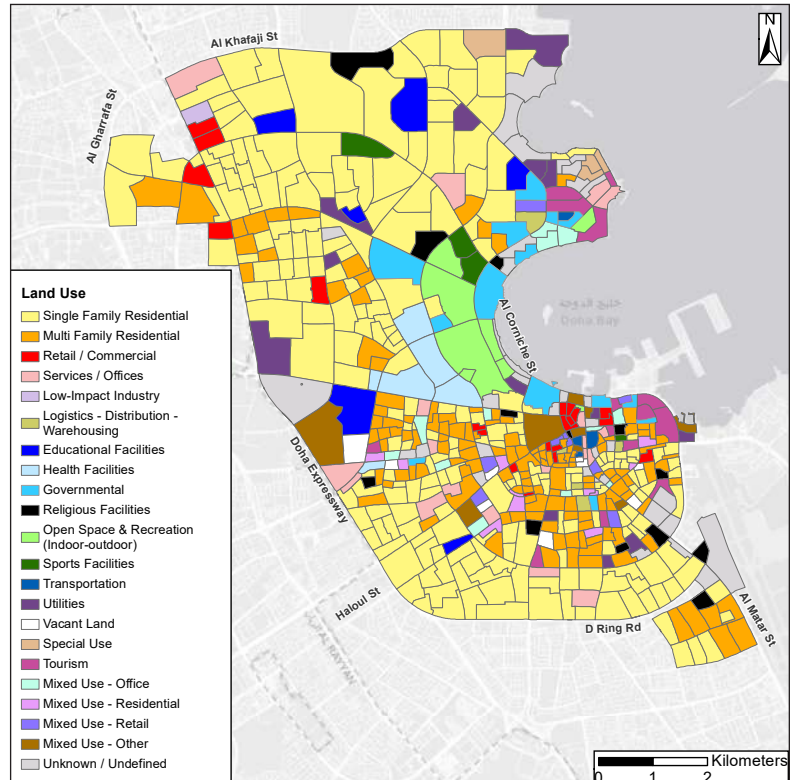 N
Al Khafaji St
Al Gharrafa St
خليج الدوحة
Doha Bay
Al Corniche St
Land Use
Single Family Residential
Multi Family Residential
Retail / Commercial
Services / Offices
Low-Impact Industry
Logistics - Distribution -
Warehousing
Educational Facilities
Health Facilities
Governmental
Religious Facilities
Open Space & Recreation
(Indoor-outdoor)
Sports Facilities
Transportation
Utilities
Vacant Land
Special Use
Tourism
Mixed Use - Office
Mixed Use - Residential
Mixed Use - Retail
Mixed Use - Other
Unknown / Undefined
Doha Expressway
Haloul St
D Ring Rd
Al Matar St
AL RAYYAN
Kilometers
0 1 2